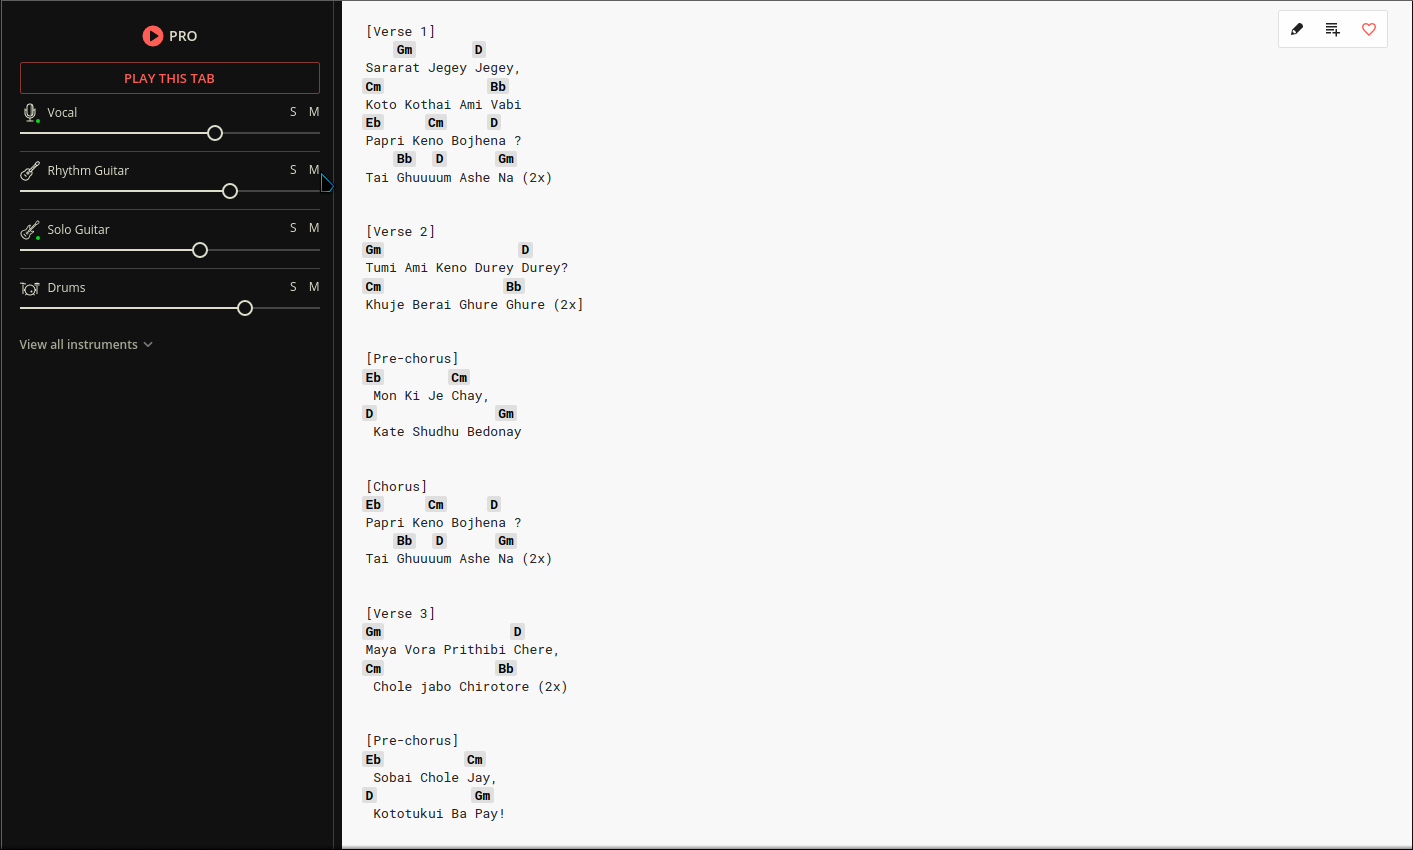 PRO
PLAY THIS TAB
Vocal S M
Rhythm Guitar S M
Solo Guitar S M
Drums S M
View all instruments
[Verse 1]
Gm D
Sararat Jegey Jegey,
Cm Bb
Koto Kothai Ami Vabi
Eb Cm D
Papri Keno Bojhena ?
Bb D Gm
Tai Ghuuuum Ashe Na (2x)
[Verse 2]
Gm D
Tumi Ami Keno Durey Durey?
Cm Bb
Khuje Berai Ghure Ghure (2x]
[Pre-chorus]
Eb Cm
Mon Ki Je Chay,
D Gm
Kate Shudhu Bedonay
[Chorus]
Eb Cm D
Papri Keno Bojhena ?
Bb D Gm
Tai Ghuuuum Ashe Na (2x)
[Verse 3]
Gm D
Maya Vora Prithibi Chere,
Cm Bb
Chole jabo Chirotore (2x)
[Pre-chorus]
Eb Cm
Sobai Chole Jay,
D Gm
Kototukui Ba Pay!